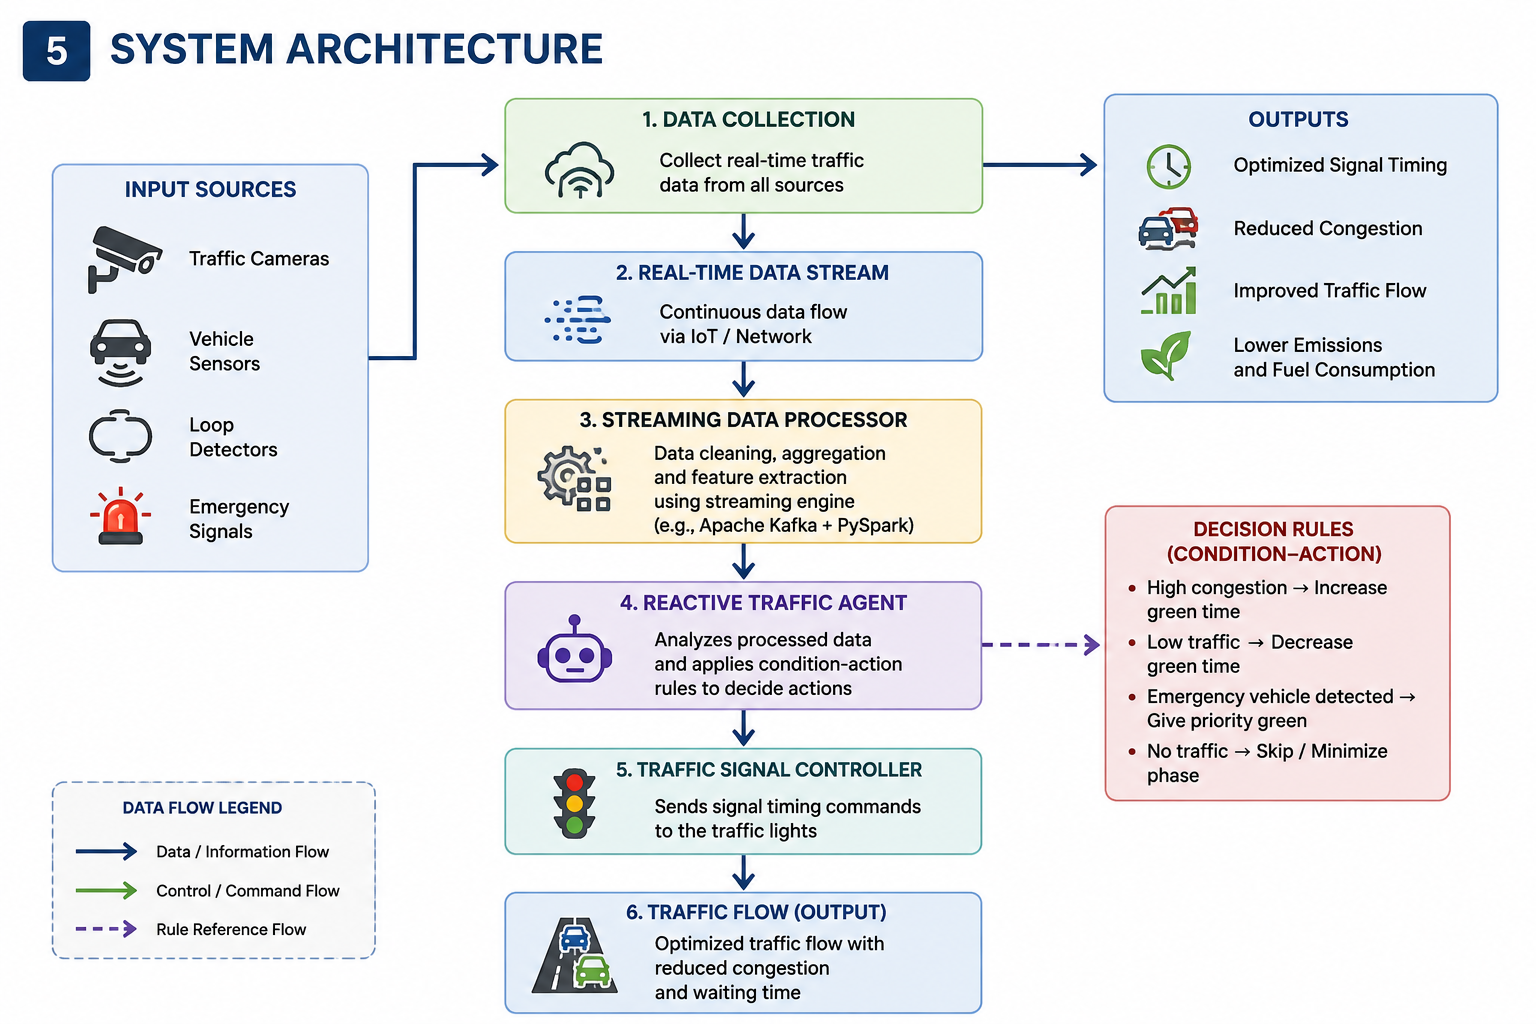 5
SYSTEM ARCHITECTURE
INPUT SOURCES
Traffic Cameras
Vehicle
Sensors
Loop
Detectors
Emergency
Signals
1. DATA COLLECTION
Collect real-time traffic
data from all sources
2. REAL-TIME DATA STREAM
Continuous data flow
via IoT / Network
3. STREAMING DATA PROCESSOR
Data cleaning, aggregation
and feature extraction
using streaming engine
(e.g., Apache Kafka + PySpark)
4. REACTIVE TRAFFIC AGENT
Analyzes processed data
and applies condition-action
rules to decide actions
5. TRAFFIC SIGNAL CONTROLLER
Sends signal timing commands
to the traffic lights
6. TRAFFIC FLOW (OUTPUT)
Optimized traffic flow with
reduced congestion
and waiting time
OUTPUTS
Optimized Signal Timing
Reduced Congestion
Improved Traffic Flow
Lower Emissions
and Fuel Consumption
DECISION RULES
(CONDITION–ACTION)
• High congestion → Increase
green time
• Low traffic → Decrease
green time
• Emergency vehicle detected →
Give priority green
• No traffic → Skip / Minimize
phase
DATA FLOW LEGEND
Data / Information Flow
Control / Command Flow
Rule Reference Flow